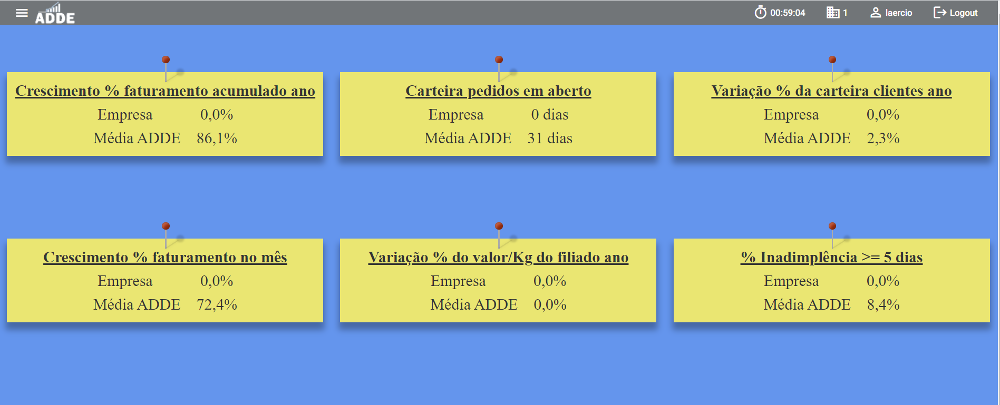 ADDE
00:59:04
1
laercio
Logout
Crescimento % faturamento acumulado ano
Empresa 0,0%
Média ADDE 86,1%
Carteira pedidos em aberto
Empresa 0 dias
Média ADDE 31 dias
Variação % da carteira clientes ano
Empresa 0,0%
Média ADDE 2,3%
Crescimento % faturamento no mês
Empresa 0,0%
Média ADDE 72,4%
Variação % do valor/Kg do filiado ano
Empresa 0,0%
Média ADDE 0,0%
% Inadimplência >= 5 dias
Empresa 0,0%
Média ADDE 8,4%